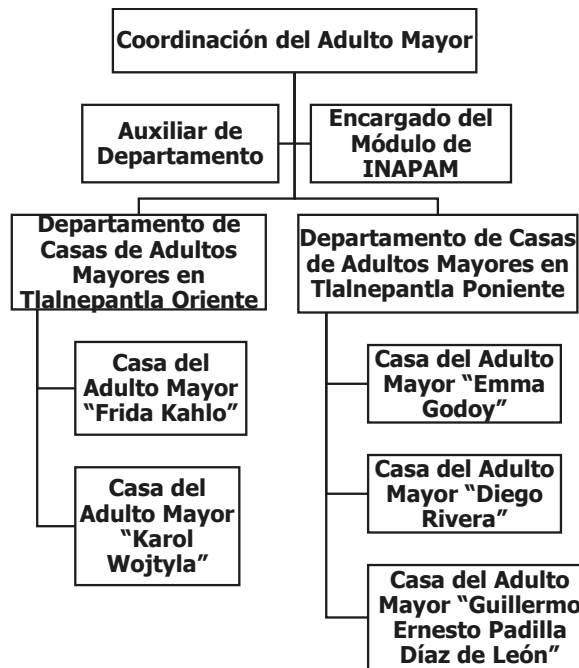 Coordinación del Adulto Mayor
Auxiliar de
Departamento
Encargado del
Módulo de
INAPAM
Departamento de
Casas de Adultos
Mayores en
Tlalnepantla Oriente
Departamento de Casas
de Adultos Mayores en
Tlalnepantla Poniente
Casa del
Adulto Mayor
“Frida Kahlo”
Casa del
Adulto Mayor
“Karol
Wojtyla”
Casa del Adulto
Mayor “Emma
Godoy”
Casa del Adulto
Mayor “Diego
Rivera”
Casa del Adulto
Mayor “Guillermo
Ernesto Padilla
Díaz de León”